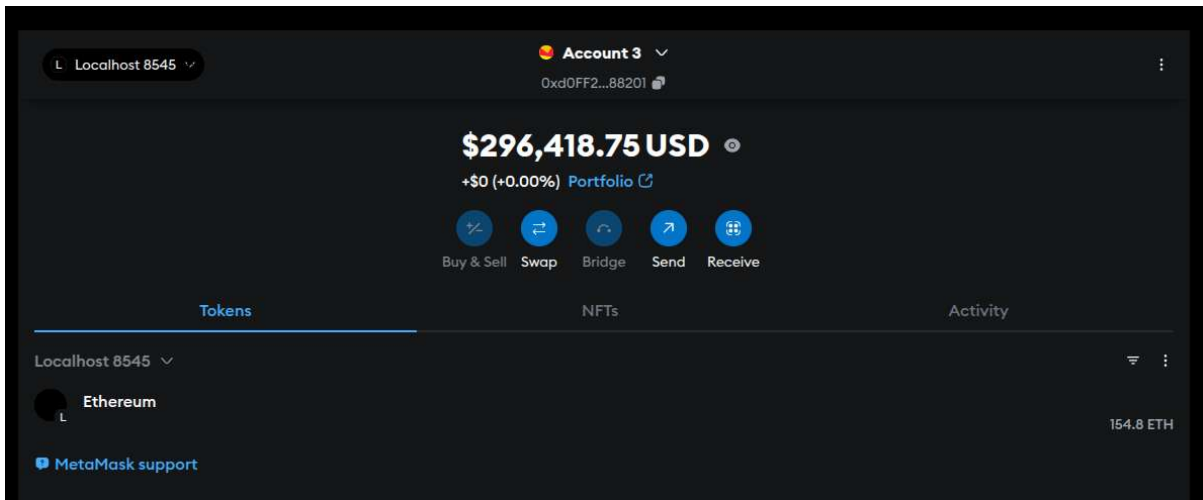 L Localhost 8545
Account 3
0xd0FF2...88201
$296,418.75 USD
+$0 (+0.00%) Portfolio
Buy & Sell Swap Bridge Send Receive
Tokens NFTs Activity
Localhost 8545
Ethereum
L
154.8 ETH
MetaMask support